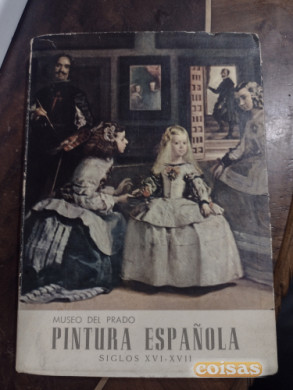 MUSEO DEL PRADO
PINTURA ESPAÑOLA
SIGLOS XVI-XVII
coisas